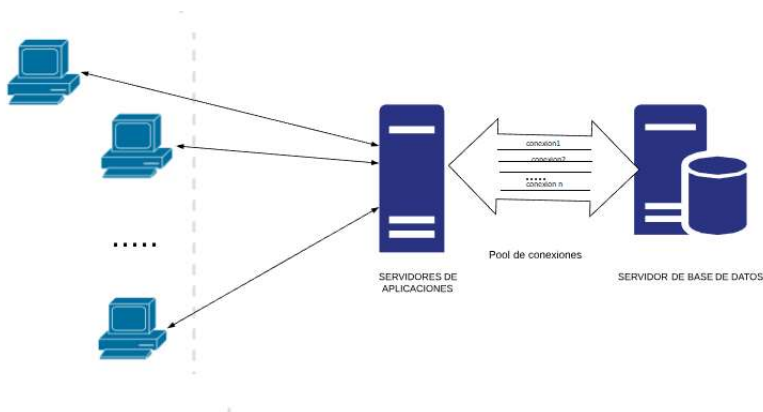 conexion1
conexion2
.....
conexion n
.....
Pool de conexiones
SERVIDORES DE
APLICACIONES
SERVIDOR DE BASE DE DATOS